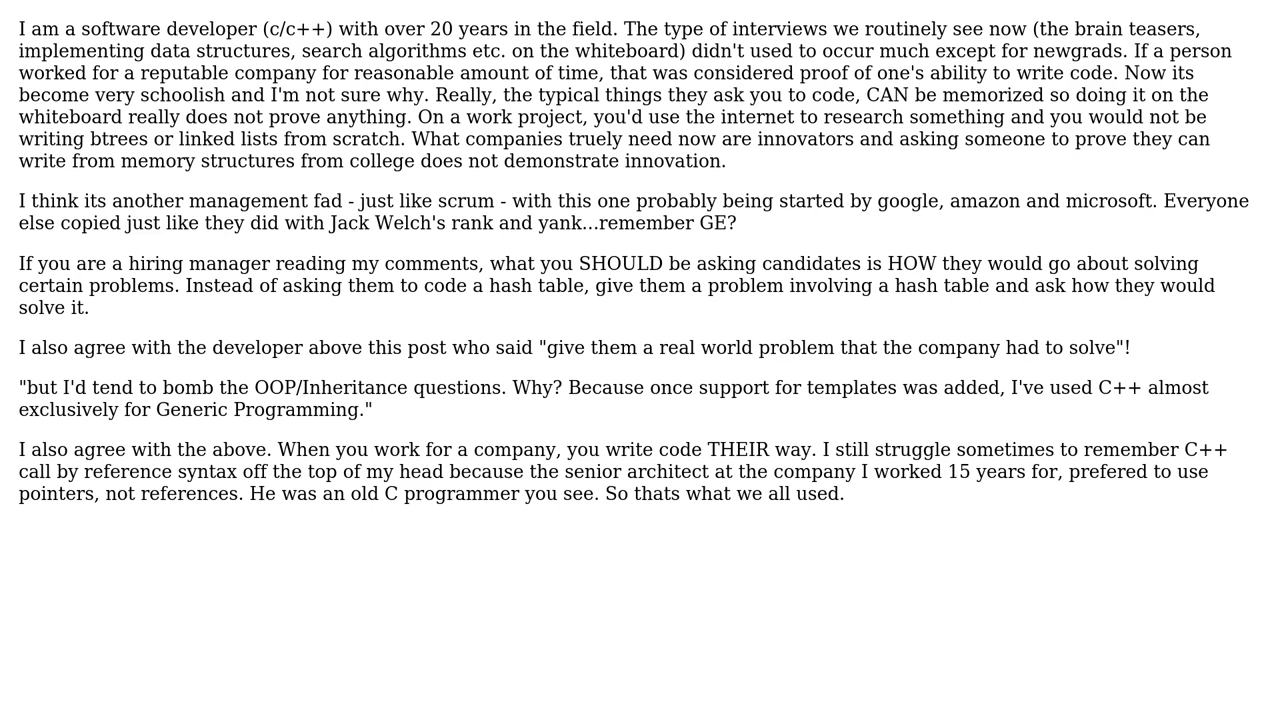 I am a software developer (c/c++) with over 20 years in the field. The type of interviews we routinely see now (the brain teasers,
implementing data structures, search algorithms etc. on the whiteboard) didn't used to occur much except for newgrads. If a person
worked for a reputable company for reasonable amount of time, that was considered proof of one's ability to write code. Now its
become very schoolish and I'm not sure why. Really, the typical things they ask you to code, CAN be memorized so doing it on the
whiteboard really does not prove anything. On a work project, you'd use the internet to research something and you would not be
writing btrees or linked lists from scratch. What companies truely need now are innovators and asking someone to prove they can
write from memory structures from college does not demonstrate innovation.
I think its another management fad - just like scrum - with this one probably being started by google, amazon and microsoft. Everyone
else copied just like they did with Jack Welch's rank and yank...remember GE?
If you are a hiring manager reading my comments, what you SHOULD be asking candidates is HOW they would go about solving
certain problems. Instead of asking them to code a hash table, give them a problem involving a hash table and ask how they would
solve it.
I also agree with the developer above this post who said "give them a real world problem that the company had to solve"!
"but I'd tend to bomb the OOP/Inheritance questions. Why? Because once support for templates was added, I've used C++ almost
exclusively for Generic Programming."
I also agree with the above. When you work for a company, you write code THEIR way. I still struggle sometimes to remember C++
call by reference syntax off the top of my head because the senior architect at the company I worked 15 years for, prefered to use
pointers, not references. He was an old C programmer you see. So thats what we all used.